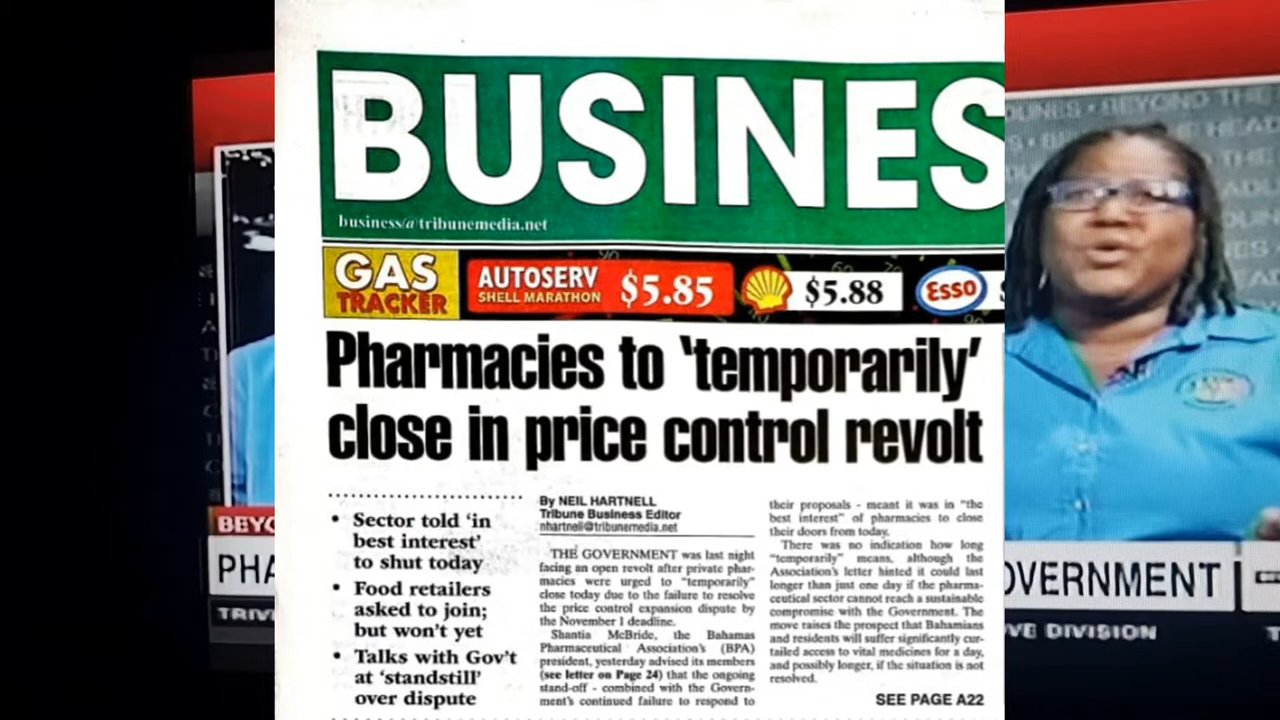 BUSINES
business@tribunemedia.net
GAS
TRACKER
AUTOSERV
SHELL MARATHON
$5.85
$5.88
Esso
Pharmacies to 'temporarily'
close in price control revolt
• Sector told 'in
best interest'
to shut today
• Food retailers
asked to join;
but won't yet
• Talks with Gov't
at 'standstill'
over dispute
By NEIL HARTNELL
Tribune Business Editor
nhartnell@tribunemedia.net
THE GOVERNMENT was last night
facing an open revolt after private phar-
macies were urged to "temporarily"
close today due to the failure to resolve
the price control expansion dispute by
the November 1 deadline.
Shantia McBride, the Bahamas
Pharmaceutical Association's (BPA)
president, yesterday advised its members
(see letter on Page 24) that the ongoing
stand-off - combined with the Govern-
ment's continued failure to respond to
their proposals - meant it was in "the
best interest" of pharmacies to close
their doors from today.
There was no indication how long
"temporarily" means, although the
Association's letter hinted it could last
longer than just one day if the pharma-
ceutical sector cannot reach a sustainable
compromise with the Government. The
move raises the prospect that Bahamians
and residents will suffer significantly cur-
tailed access to vital medicines for a day,
and possibly longer, if the situation is not
resolved.
SEE PAGE A22
BEYO
PHA
TRIV
BEYOND THE
HEAD
OVERNMENT
VE DIVISION